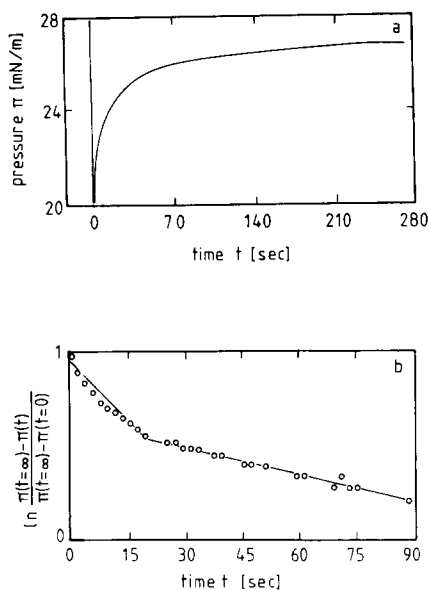 a
28
24
20
pressure π [mN/m]
0 70 140 210 280
time t [sec]
b
1
0
ln π(t=∞)-π(t)
π(t=∞)-π(t=0)
0 15 30 45 60 75 90
time t [sec]